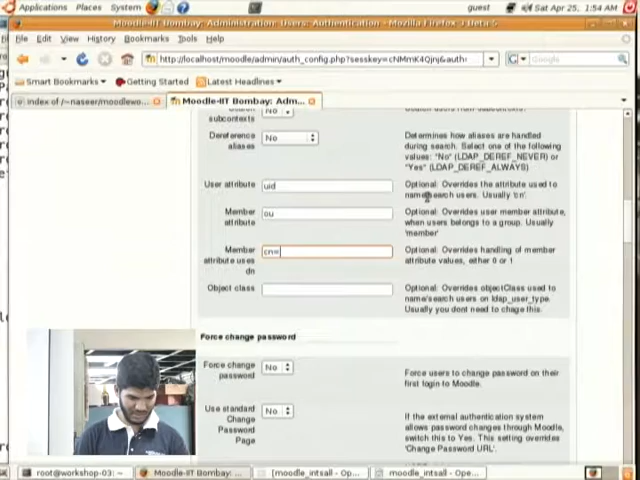 Applications Places System
guest Sat Apr 25, 1:54 AM
Moodle-IIT Bombay: Administration: Users: Authentication - Mozilla Firefox 3 Beta 5
File Edit View History Bookmarks Tools Help
http://localhost/moodle/admin/auth_config.php?sesskey=cNMmK4Qjnj&auth=
Google
Smart Bookmarks Getting Started Latest Headlines
Index of /~naseer/moodlewo...
Moodle-IIT Bombay: Adm...
subcontexts
No
Dereference aliases
No
Determines how aliases are handled
during search. Select one of the following
values: "No" (LDAP_DEREF_NEVER) or
"Yes" (LDAP_DEREF_ALWAYS)
User attribute
uid
Optional: Overrides the attribute used to
name/search users. Usually 'cn'.
Member attribute
ou
Optional: Overrides user member attribute,
when users belongs to a group. Usually
'member'
Member attribute uses dn
cn=
Optional: Overrides handling of member
attribute values, either 0 or 1
Object class
Optional: Overrides objectClass used to
name/search users on ldap_user_type.
Usually you dont need to chage this.
Force change password
Force change password
No
Force users to change password on their
first login to Moodle.
Use standard Change Password Page
No
If the external authentication system
allows password changes through Moodle,
switch this to Yes. This setting overrides
'Change Password URL'.
root@workshop-03: ~
Moodle-IIT Bombay: ...
[moodle_intsall - Ope...
moodle_intsall - Ope...